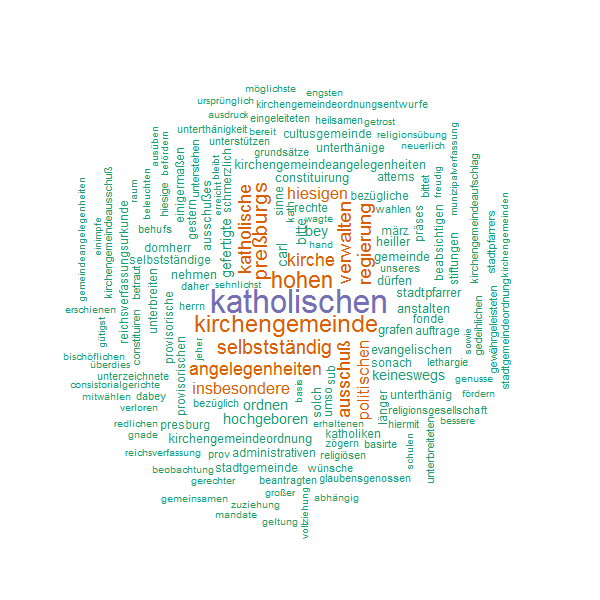 möglichste
engsten
ursprünglich
kirchengemeindeordnungsentwurfe
ausdruck
eingeleiteten
heilsamen
getrost
unterthänigkeit
bereit
cultusgemeinde
religionsübung
unterstützen
unterthänige
neuerlich
grundsätze
kirchengemeindeangelegenheiten
constituirung
attems
hiesigen
bezügliche
rechte
wahlen
wagte
bey
märz
hand
heiller
domherr
kirche
gemeinde
selbstständige
unseres
nehmen
hohen
dürfen
daher
sehnlichst
stadtpfarrer
erschienen
herrn
katholischen
anstalten
fonde
kirchengemeinde
grafen
auftrage
selbstständig
evangelischen
bischöflichen
sonach
lethargie
überdies
angelegenheiten
keineswegs
unterzeichnete
genusse
consistorialgerichte
insbesondere
unterthänig
fördern
mitwählen
dabey
bezüglich
ordnen
religionsgesellschaft
verloren
hochgeboren
bessere
redlichen
presburg
erhaltenen
hiermit
gnade
kirchengemeindeordnung
katholiken
zögern
basirte
reichsverfassung
prov
administrativen
religiösen
beobachtung
stadtgemeinde
wünsche
gerechter
beantragten
glaubensgenossen
großer
gemeinsamen
zuziehung
abhängig
mandate
geltung
gemeindeangelegenheiten
einimpfe
gütigst
kirchengemeindeausschuß
reichsverfassungsurkunde
constituiren
betraut
raum
beleuchten
ausüben
befördern
hiesige
behufs
unterbreiten
provisorische
provisorischen
einigermaßen
gestern
unterstehen
ausschußes
erreicht
bleibt
gefertigte
schmerzlich
jeher
katholische
preßburgs
sinne
kath
carl
bitte
basis
solch
umso
sub
verwalten
ausschuß
regierung
politischen
länger
präses
bittet
beabsichtigen
freudig
municipalverfassung
stiftungen
kirchengemeindeaufschlag
sowie
gedeihlichen
stadtpfarrers
gewährgeleisteten
stadtgemeindeordnung
kirchengemeinden
schulen
unterbreiteten
vollziehung